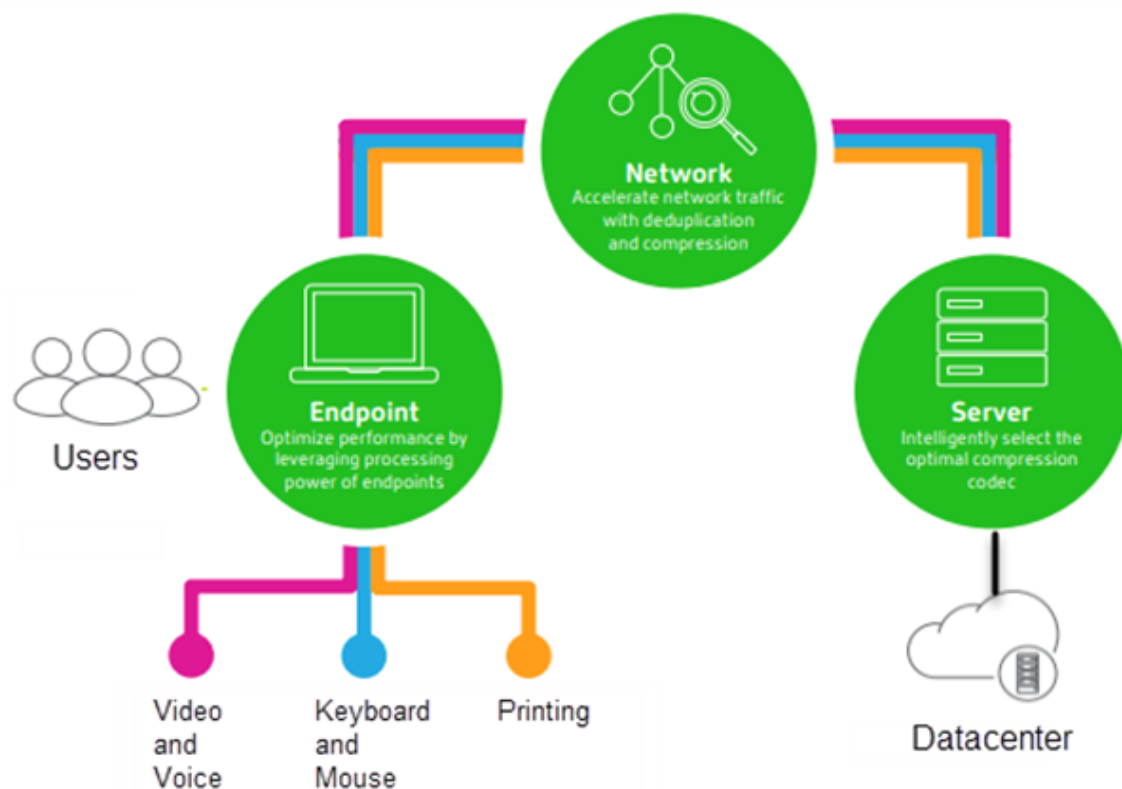 Network
Accelerate network traffic
with deduplication
and compression
Endpoint
Optimize performance by
leveraging processing
power of endpoints
Server
Intelligently select the
optimal compression
codec
Users
Video
and
Voice
Keyboard
and
Mouse
Printing
Datacenter